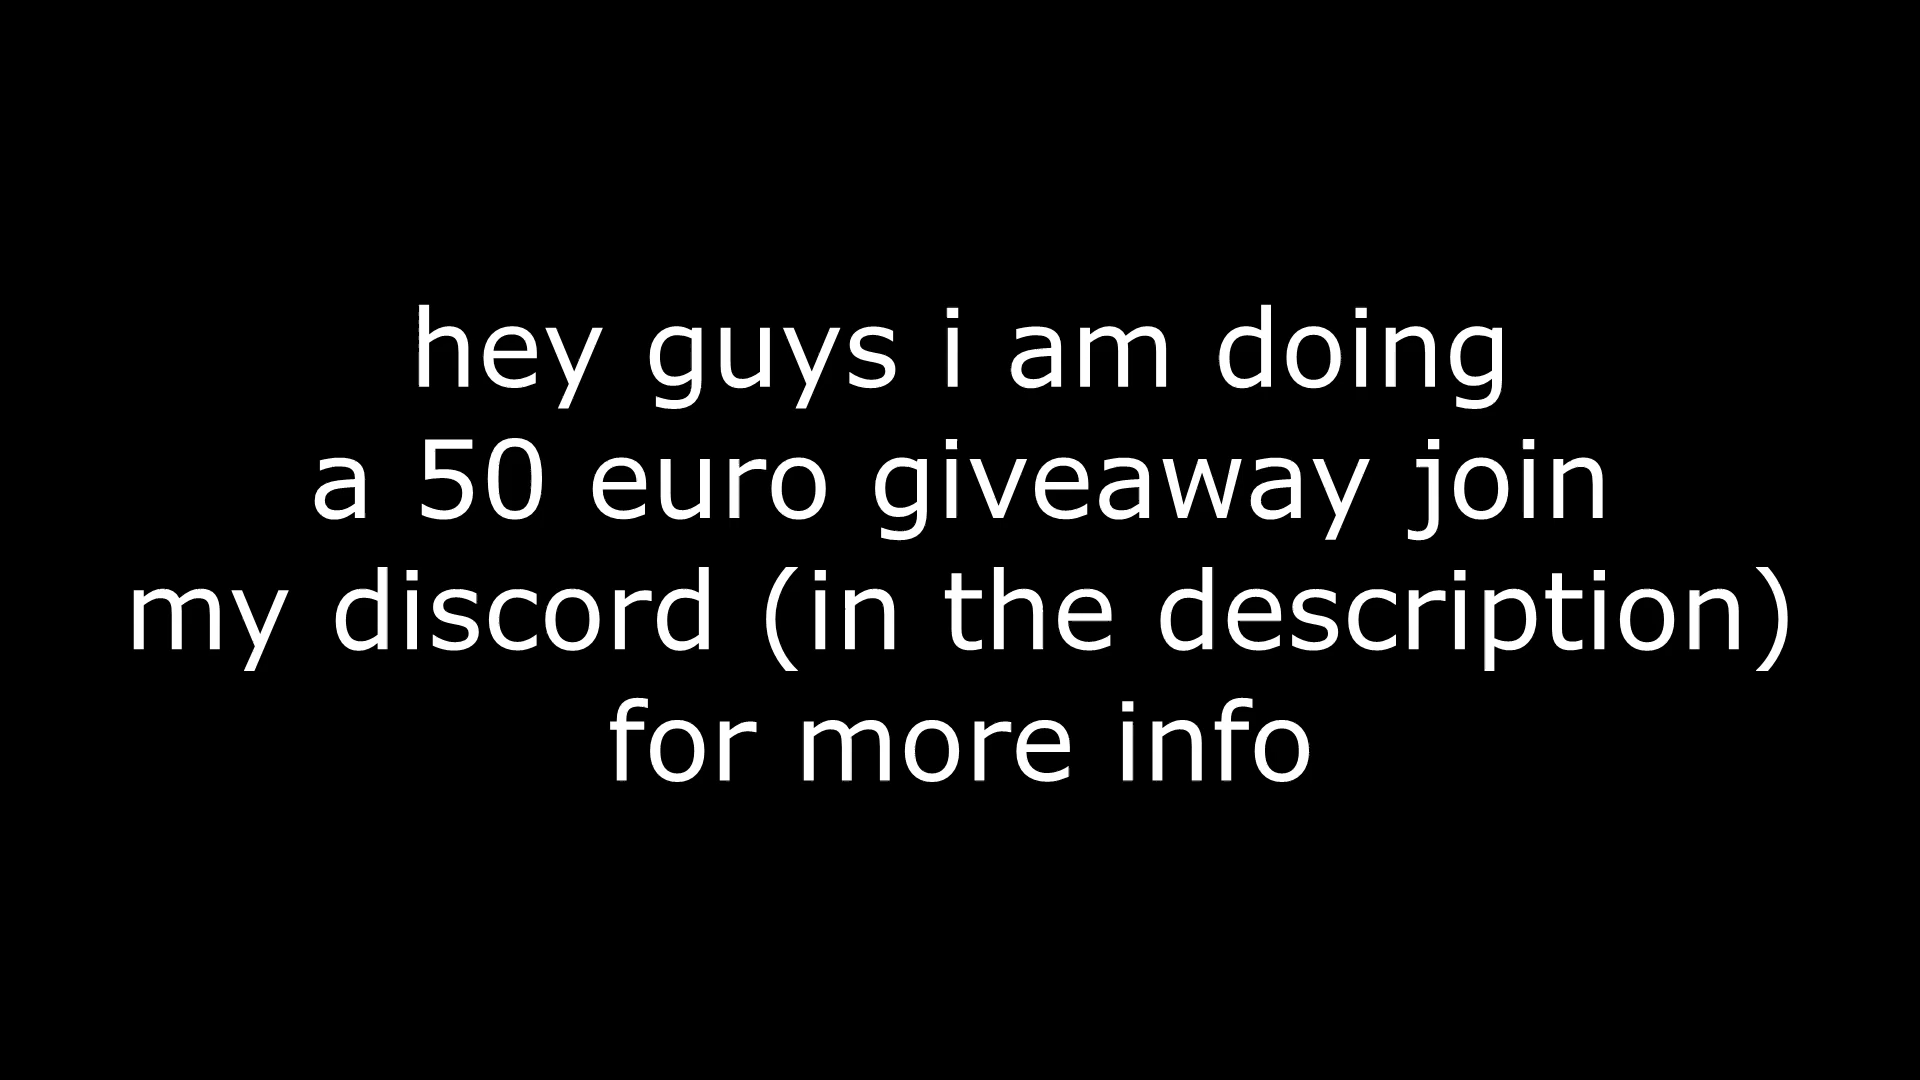 hey guys i am doing
a 50 euro giveaway join
my discord (in the description)
for more info